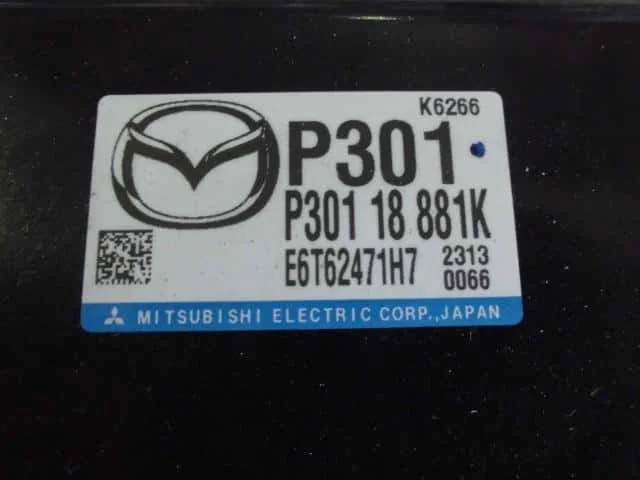 K6266
P301
P301 18 881K
E6T62471H7 2313
0066
MITSUBISHI ELECTRIC CORP.,JAPAN